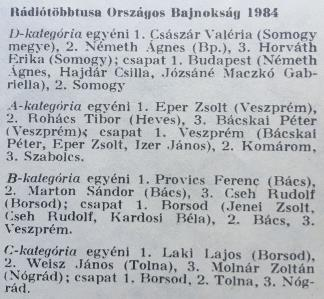 Rádiótöbbtusa Országos Bajnokság 1984
D-kategória egyéni 1. Császár Valéria (Somogy
megye), 2. Németh Ágnes (Bp.), 3. Horváth
Erika (Somogy); csapat 1. Budapest (Németh
Ágnes, Hajdár Csilla, Józsáné Maczkó Gab-
riella), 2. Somogy
A-kategória egyéni 1. Eper Zsolt (Veszprém),
2. Rohács Tibor (Heves), 3. Bácskai Péter
(Veszprém); csapat 1. Veszprém (Bácskai
Péter, Eper Zsolt, Izer János), 2. Komárom,
3. Szabolcs.
B-kategória egyéni 1. Provics Ferenc (Bács),
2. Marton Sándor (Bács), 3. Cseh Rudolf
(Borsod); csapat 1. Borsod (Jenei Zsolt,
Cseh Rudolf, Kardosi Béla), 2. Bács, 3.
Veszprém.
C-kategória egyéni 1. Laki Lajos (Borsod),
2. Weisz János (Tolna), 3. Molnár Zoltán
(Nógrád); csapat 1. Borsod, 2. Tolna, 3. Nóg-
rád.